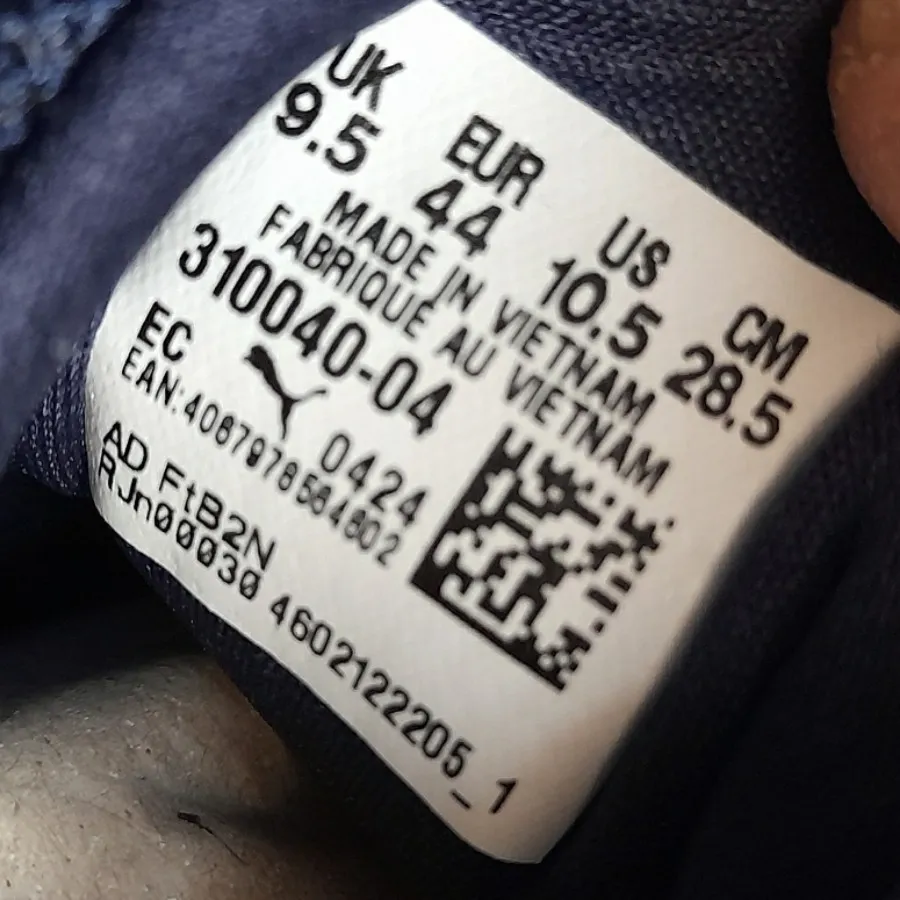 UK EUR US CM
9.5 44 10.5 28.5
MADE IN VIETNAM
FABRIQUÉ AU VIETNAM
310040-04
EC 0424
EAN:4067978564602
AD FtB2N
RJn00030 4602122205_1